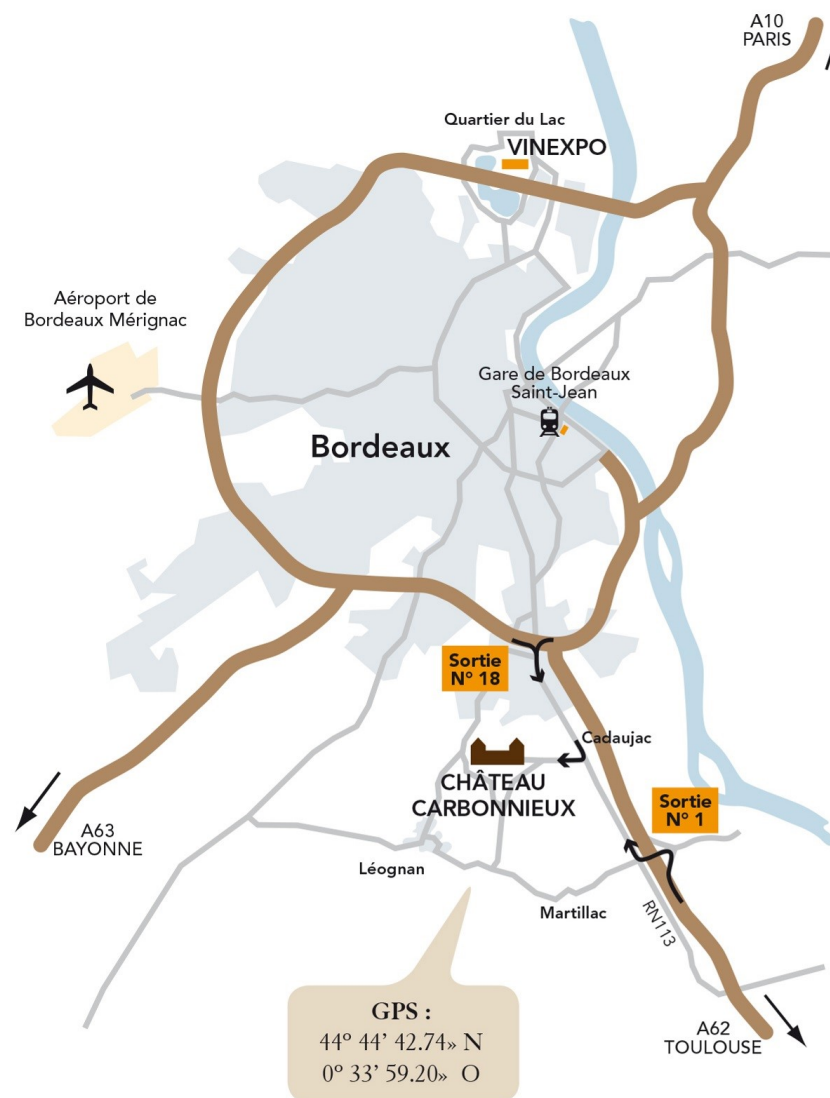 A10
PARIS
Quartier du Lac
VINEXPO
Aéroport de
Bordeaux Mérignac
Gare de Bordeaux
Saint-Jean
Bordeaux
Sortie
N° 18
Cadaujac
CHÂTEAU
CARBONNIEUX
Sortie
N° 1
A63
BAYONNE
Léognan
Martillac
RN113
GPS :
44° 44' 42.74» N
0° 33' 59.20» O
A62
TOULOUSE